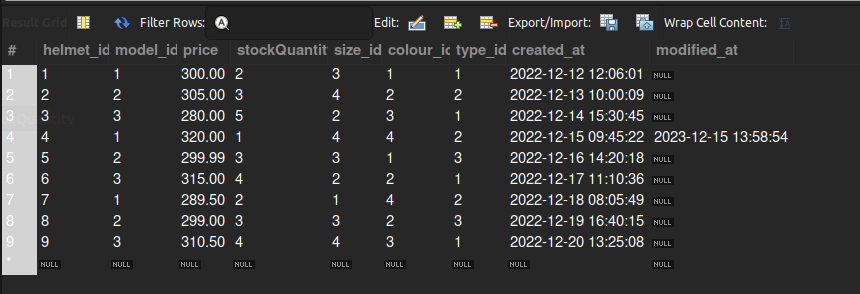 Result Grid Filter Rows: Edit: Export/Import: Wrap Cell Content: IA
# helmet_id model_id price stockQuantity size_id colour_id type_id created_at modified_at
1 1 1 300.00 2 3 1 1 2022-12-12 12:06:01 NULL
2 2 2 305.00 3 4 2 2 2022-12-13 10:00:09 NULL
3 3 3 280.00 5 2 3 1 2022-12-14 15:30:45 NULL
4 4 1 320.00 1 4 4 2 2022-12-15 09:45:22 2023-12-15 13:58:54
5 5 2 299.99 3 3 1 3 2022-12-16 14:20:18 NULL
6 6 3 315.00 4 2 2 1 2022-12-17 11:10:36 NULL
7 7 1 289.50 2 1 4 2 2022-12-18 08:05:49 NULL
8 8 2 299.00 3 3 2 3 2022-12-19 16:40:15 NULL
9 9 3 310.50 4 4 3 1 2022-12-20 13:25:08 NULL
* NULL NULL NULL NULL NULL NULL NULL NULL NULL